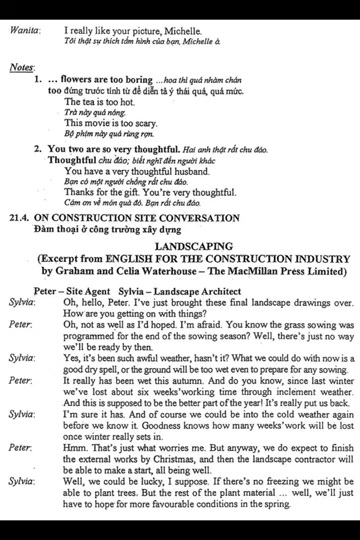 Wanita: I really like your picture, Michelle.
Tôi thật sự thích tấm hình của bạn, Michelle à.
Notes:
1. ... flowers are too boring ...hoa thì quá nhàm chán
too đứng trước tính từ để diễn tả ý thái quá, quá mức.
The tea is too hot.
Trà này quá nóng.
This movie is too scary.
Bộ phim này quá rùng rợn.
2. You two are so very thoughtful. Hai anh thật rất chu đáo.
Thoughtful chu đáo; biết nghĩ đến người khác
You have a very thoughtful husband.
Bạn có một người chồng rất chu đáo.
Thanks for the gift. You're very thoughtful.
Cám ơn về món quà đó. Bạn rất chu đáo.
21.4. ON CONSTRUCTION SITE CONVERSATION
Đàm thoại ở công trường xây dựng
LANDSCAPING
(Excerpt from ENGLISH FOR THE CONSTRUCTION INDUSTRY
by Graham and Celia Waterhouse – The MacMillan Press Limited)
Peter – Site Agent Sylvia – Landscape Architect
Sylvia: Oh, hello, Peter. I've just brought these final landscape drawings over.
How are you getting on with things?
Peter: Oh, not as well as I'd hoped. I'm afraid. You know the grass sowing was
programmed for the end of the sowing season? Well, there's just no way
we'll be ready by then.
Sylvia: Yes, it's been such awful weather, hasn't it? What we could do with now is a
good dry spell, or the ground will be too wet even to prepare for any sowing.
Peter: It really has been wet this autumn. And do you know, since last winter
we've lost about six weeks'working time through inclement weather.
And this is supposed to be the better part of the year! It's really put us back.
Sylvia: I'm sure it has. And of course we could be into the cold weather again
before we know it. Goodness knows how many weeks'work will be lost
once winter really sets in.
Peter: Hmm. That's just what worries me. But anyway, we do expect to finish
the external works by Christmas, and then the landscape contractor will
be able to make a start, all being well.
Sylvia: Well, we could be lucky, I suppose. If there's no freezing we might be
able to plant trees. But the rest of the plant material ... well, we'll just
have to hope for more favourable conditions in the spring.